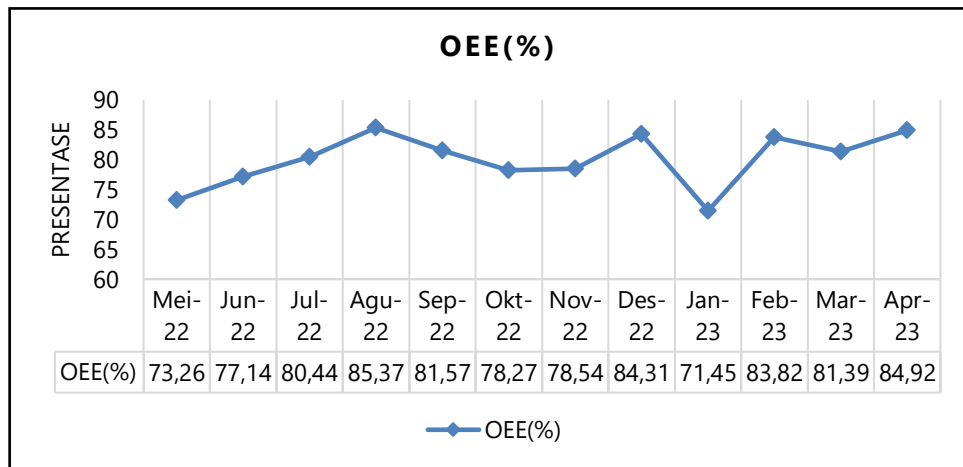 OEE(%)
PRESENTASE
90
85
80
75
70
65
60
Mei- Jun- Jul- Agu- Sep- Okt- Nov- Des- Jan- Feb- Mar- Apr-
22 22 22 22 22 22 22 22 23 23 23 23
OEE(%) 73,26 77,14 80,44 85,37 81,57 78,27 78,54 84,31 71,45 83,82 81,39 84,92
OEE(%)